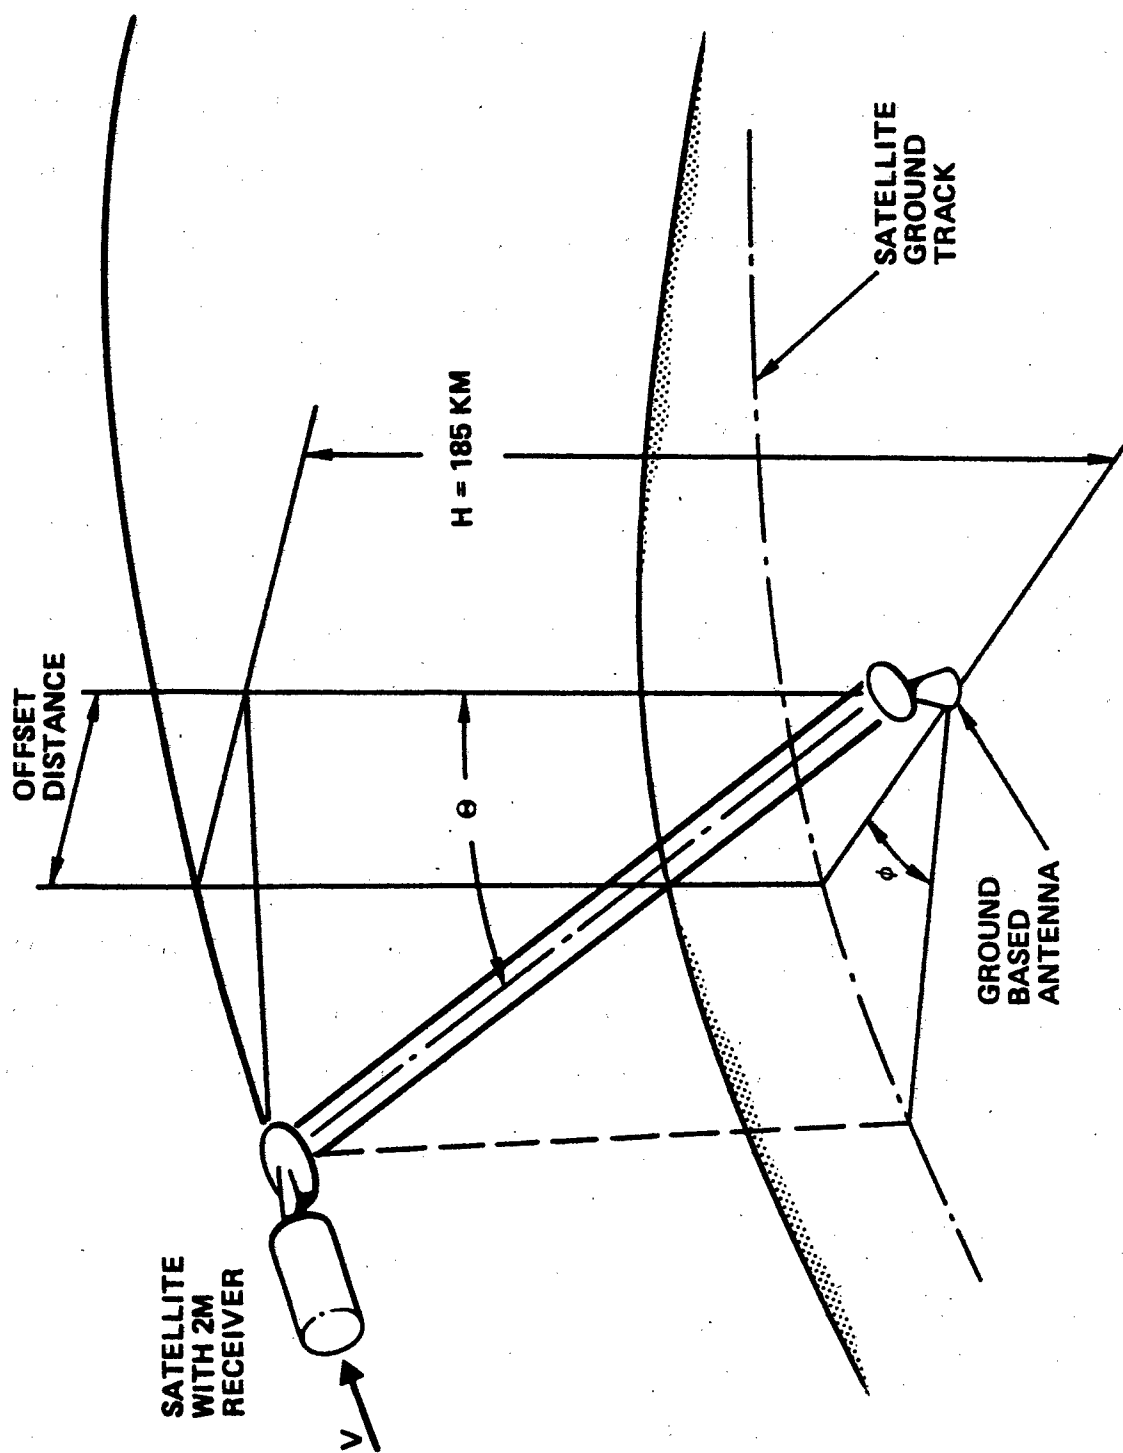 SATELLITE
WITH 2M
RECEIVER
V
OFFSET
DISTANCE
Θ
H = 185 KM
φ
GROUND
BASED
ANTENNA
SATELLITE
GROUND
TRACK